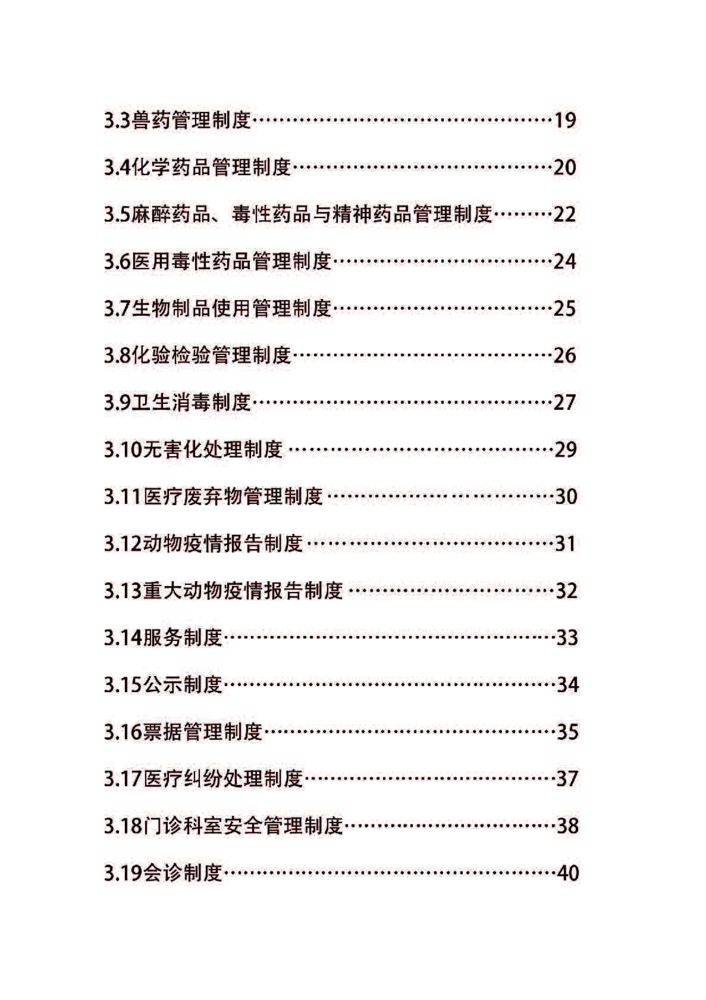 3.3兽药管理制度……………………………………19
3.4化学药品管理制度………………………………20
3.5麻醉药品、毒性药品与精神药品管理制度………22
3.6医用毒性药品管理制度…………………………24
3.7生物制品使用管理制度…………………………25
3.8化验检验管理制度………………………………26
3.9卫生消毒制度……………………………………27
3.10无害化处理制度 ………………………………29
3.11医疗废弃物管理制度 …………………………30
3.12动物疫情报告制度 ……………………………31
3.13重大动物疫情报告制度 ………………………32
3.14服务制度………………………………………33
3.15公示制度………………………………………34
3.16票据管理制度…………………………………35
3.17医疗纠纷处理制度……………………………37
3.18门诊科室安全管理制度………………………38
3.19会诊制度………………………………………40